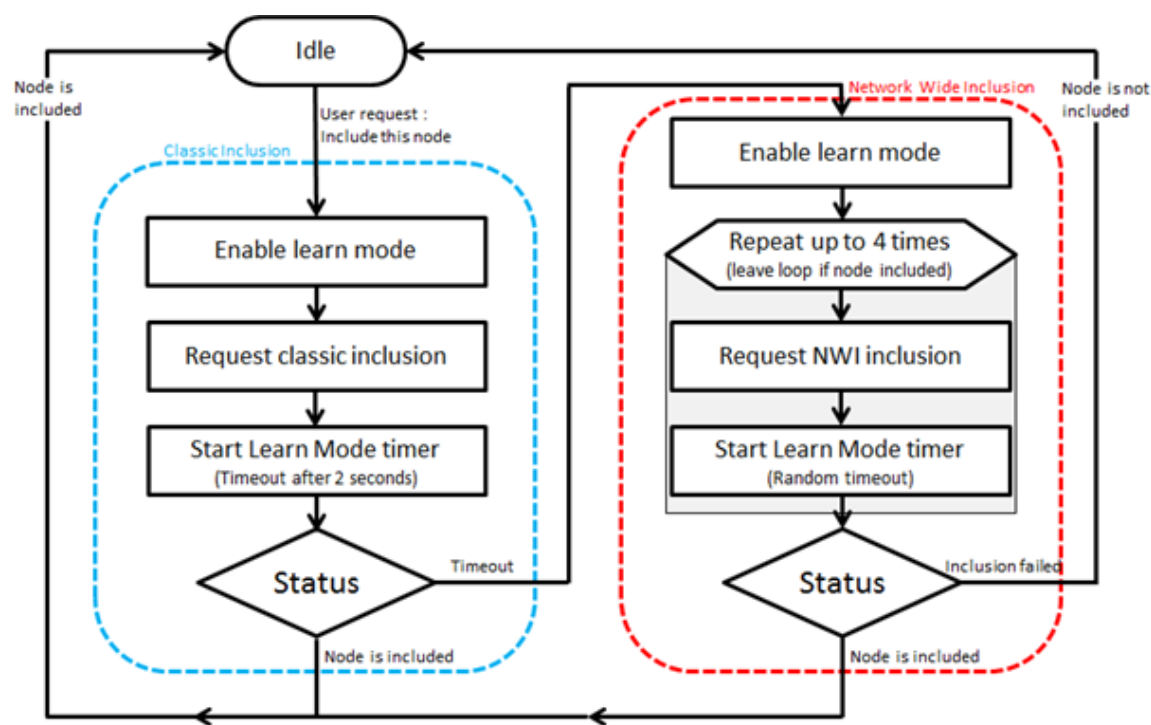 Idle
Node is
included
User request :
Include this node
Classic Inclusion
Enable learn mode
Request classic inclusion
Start Learn Mode timer
(Timeout after 2 seconds)
Status
Timeout
Node is included
Network Wide Inclusion
Node is not
included
Enable learn mode
Repeat up to 4 times
(leave loop if node included)
Request NWI inclusion
Start Learn Mode timer
(Random timeout)
Status
Inclusion failed
Node is included